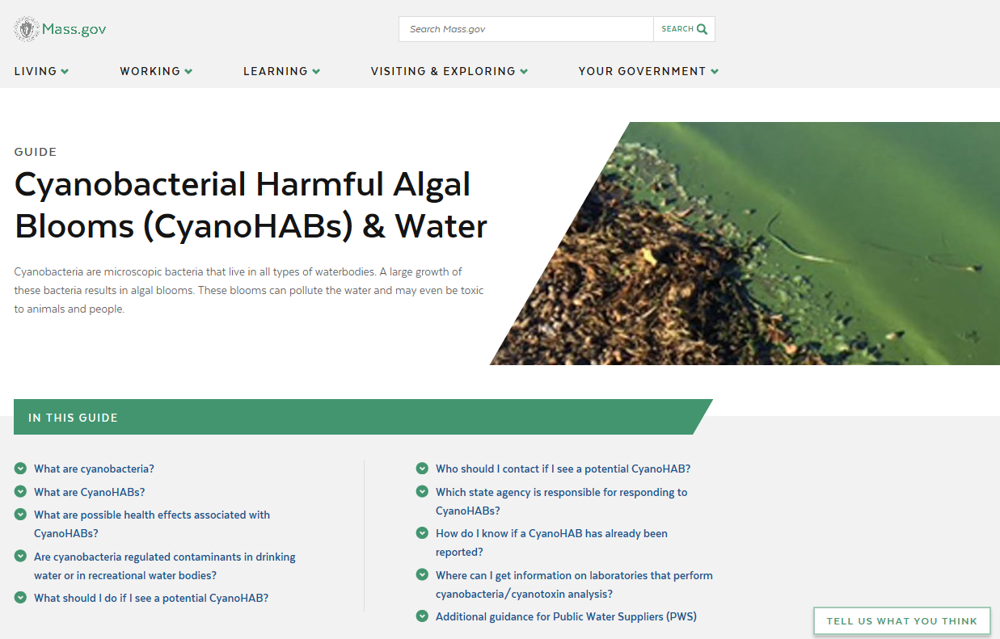 Mass.gov
Search Mass.gov
SEARCH
LIVING
WORKING
LEARNING
VISITING & EXPLORING
YOUR GOVERNMENT
GUIDE
Cyanobacterial Harmful Algal
Blooms (CyanoHABs) & Water
Cyanobacteria are microscopic bacteria that live in all types of waterbodies. A large growth of
these bacteria results in algal blooms. These blooms can pollute the water and may even be toxic
to animals and people.
IN THIS GUIDE
What are cyanobacteria?
What are CyanoHABs?
What are possible health effects associated with
CyanoHABs?
Are cyanobacteria regulated contaminants in drinking
water or in recreational water bodies?
What should I do if I see a potential CyanoHAB?
Who should I contact if I see a potential CyanoHAB?
Which state agency is responsible for responding to
CyanoHABs?
How do I know if a CyanoHAB has already been
reported?
Where can I get information on laboratories that perform
cyanobacteria/cyanotoxin analysis?
Additional guidance for Public Water Suppliers (PWS)
TELL US WHAT YOU THINK